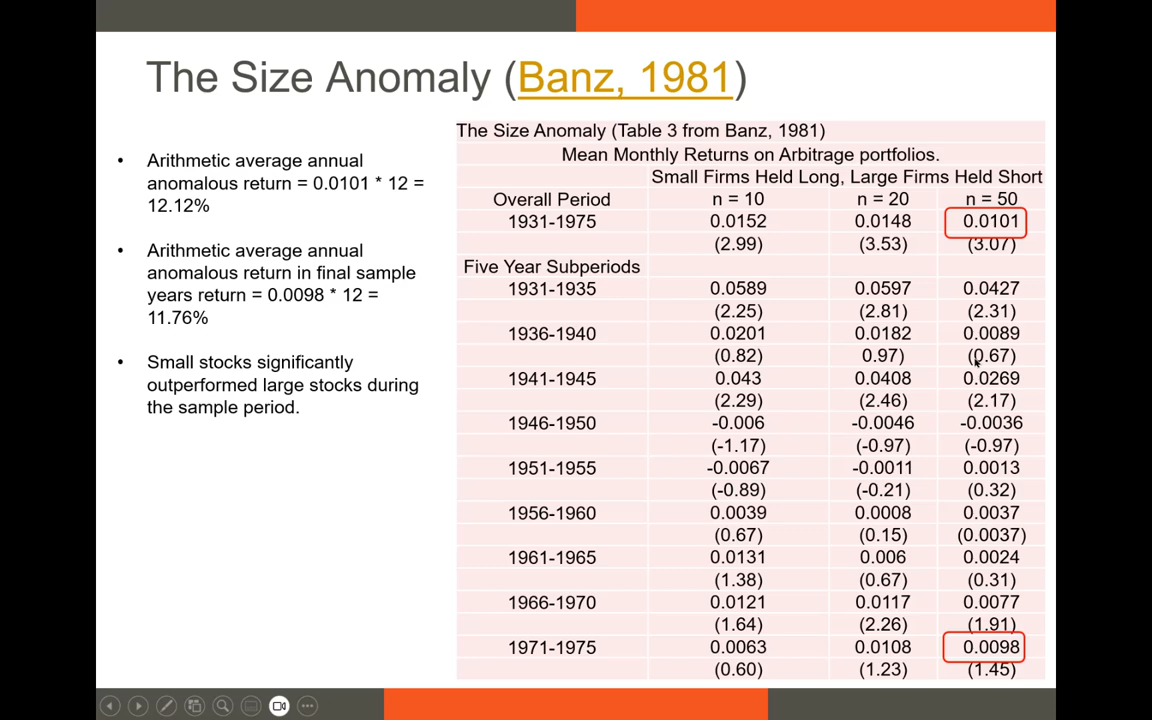 The Size Anomaly (Banz, 1981)
• Arithmetic average annual
anomalous return = 0.0101 * 12 =
12.12%
• Arithmetic average annual
anomalous return in final sample
years return = 0.0098 * 12 =
11.76%
• Small stocks significantly
outperformed large stocks during
the sample period.
The Size Anomaly (Table 3 from Banz, 1981)
Mean Monthly Returns on Arbitrage portfolios.
Small Firms Held Long, Large Firms Held Short
Overall Period n = 10 n = 20 n = 50
1931-1975 0.0152 0.0148 0.0101
(2.99) (3.53) (3.07)
Five Year Subperiods
1931-1935 0.0589 0.0597 0.0427
(2.25) (2.81) (2.31)
1936-1940 0.0201 0.0182 0.0089
(0.82) 0.97) (0.67)
1941-1945 0.043 0.0408 0.0269
(2.29) (2.46) (2.17)
1946-1950 -0.006 -0.0046 -0.0036
(-1.17) (-0.97) (-0.97)
1951-1955 -0.0067 -0.0011 0.0013
(-0.89) (-0.21) (0.32)
1956-1960 0.0039 0.0008 0.0037
(0.67) (0.15) (0.0037)
1961-1965 0.0131 0.006 0.0024
(1.38) (0.67) (0.31)
1966-1970 0.0121 0.0117 0.0077
(1.64) (2.26) (1.91)
1971-1975 0.0063 0.0108 0.0098
(0.60) (1.23) (1.45)